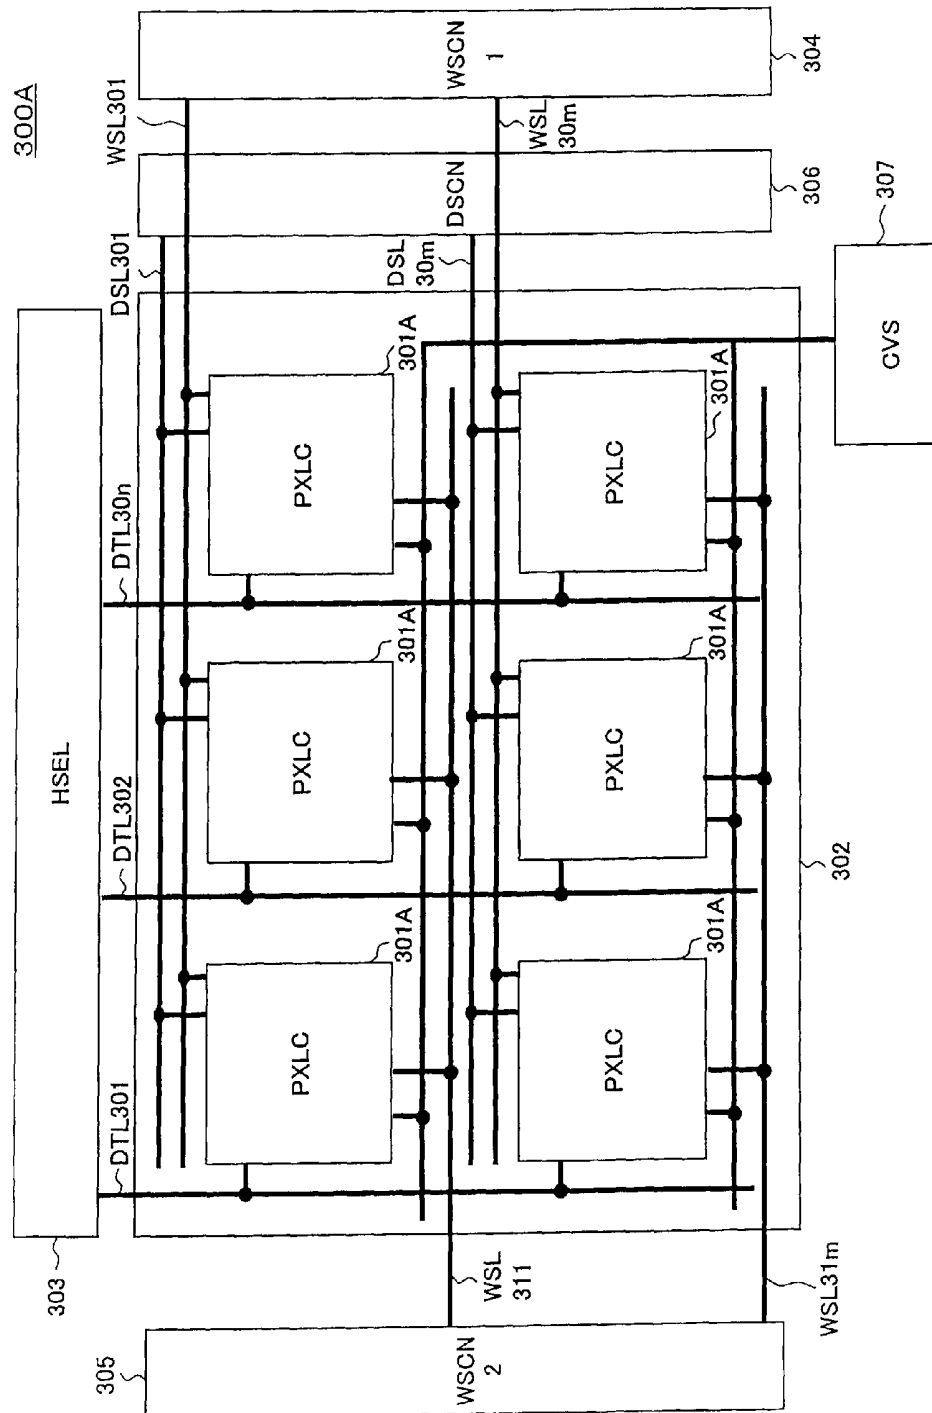 300A
HSEL
303
DTL301
DTL302
DTL30n
DSL301
WSL301
WSCN
1
304
DSCN
306
DSL
30m
WSL
30m
PXLC
301A
PXLC
301A
PXLC
301A
PXLC
301A
PXLC
301A
PXLC
301A
305
WSCN
2
WSL
311
WSL31m
302
CVS
307